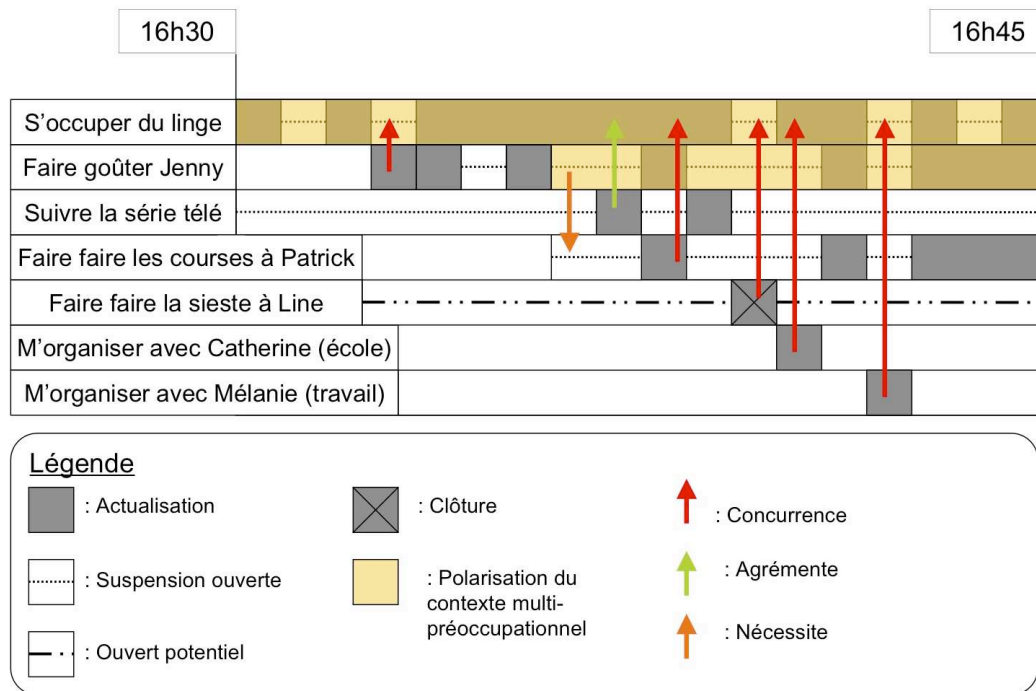 16h30
16h45
S'occuper du linge
Faire goûter Jenny
Suivre la série télé
Faire faire les courses à Patrick
Faire faire la sieste à Line
M'organiser avec Catherine (école)
M'organiser avec Mélanie (travail)
Légende
: Actualisation
: Suspension ouverte
: Ouvert potentiel
: Clôture
: Polarisation du
contexte multi-
préoccupationnel
: Concurrence
: Agrémente
: Nécessite